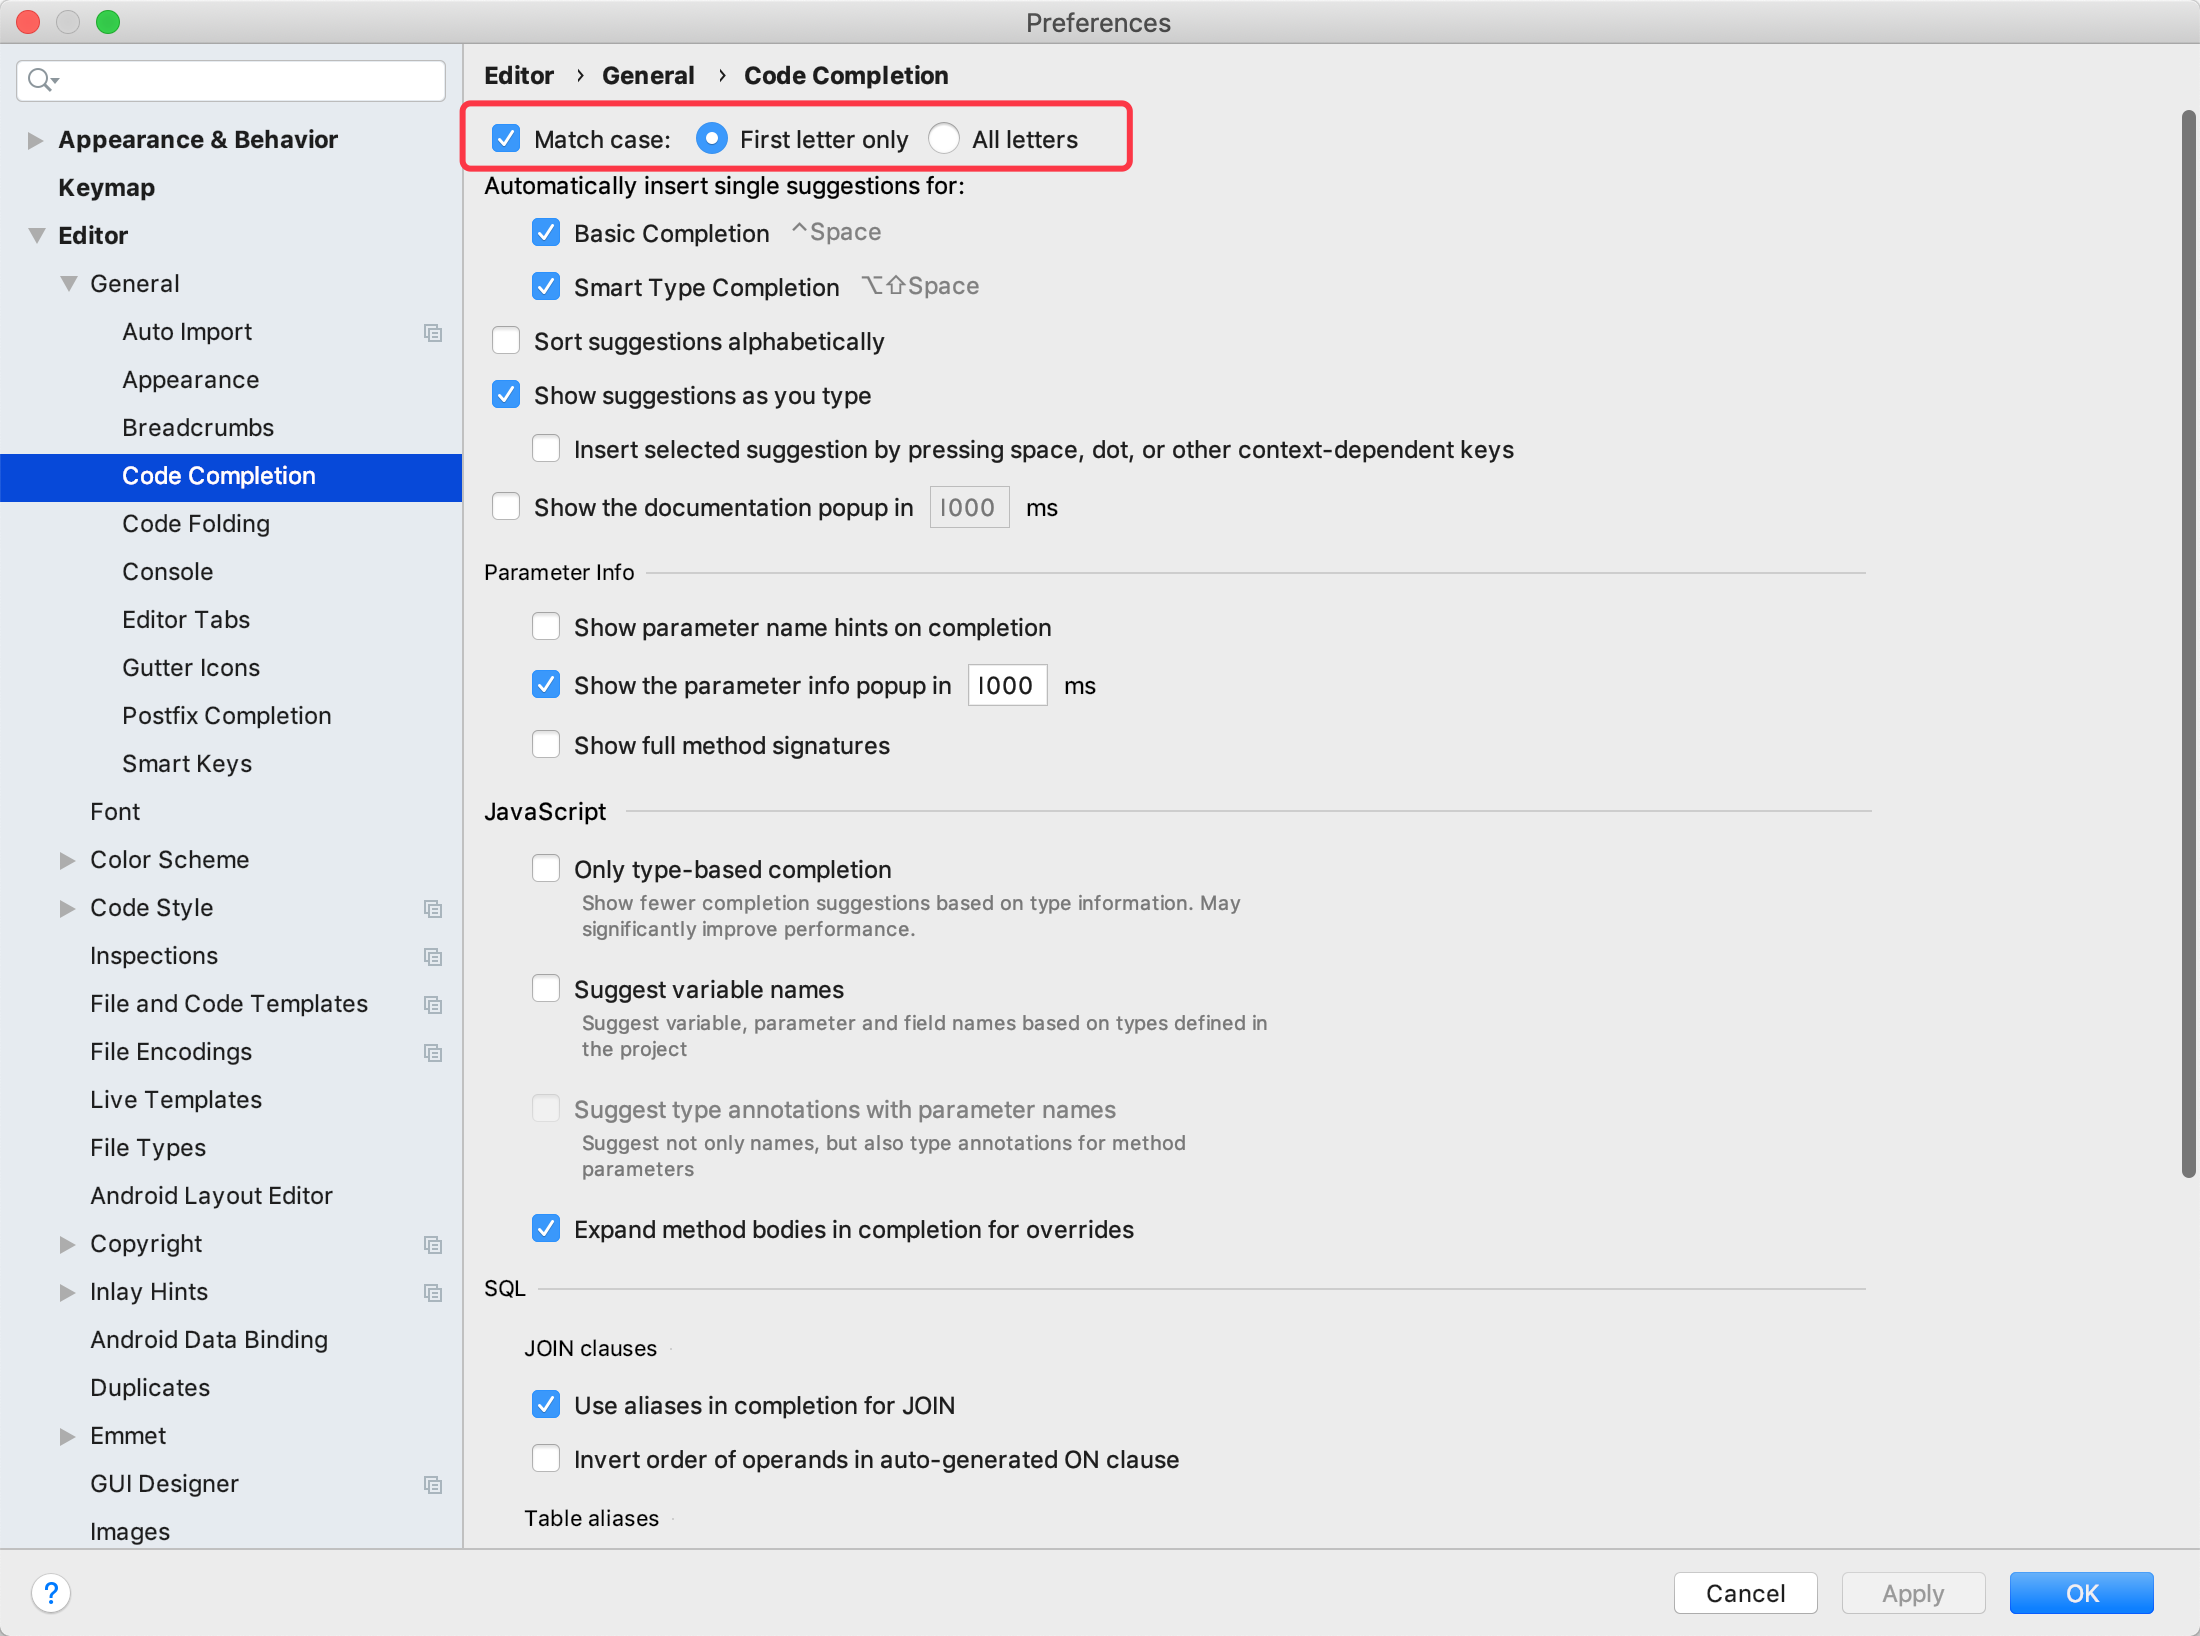 Preferences
Appearance & Behavior
Keymap
Editor
General
Auto Import
Appearance
Breadcrumbs
Code Completion
Code Folding
Console
Editor Tabs
Gutter Icons
Postfix Completion
Smart Keys
Font
Color Scheme
Code Style
Inspections
File and Code Templates
File Encodings
Live Templates
File Types
Android Layout Editor
Copyright
Inlay Hints
Android Data Binding
Duplicates
Emmet
GUI Designer
Images
Editor › General › Code Completion
Match case: First letter only All letters
Automatically insert single suggestions for:
Basic Completion ^Space
Smart Type Completion ⌥⇧Space
Sort suggestions alphabetically
Show suggestions as you type
Insert selected suggestion by pressing space, dot, or other context-dependent keys
Show the documentation popup in 1000 ms
Parameter Info
Show parameter name hints on completion
Show the parameter info popup in 1000 ms
Show full method signatures
JavaScript
Only type-based completion
Show fewer completion suggestions based on type information. May
significantly improve performance.
Suggest variable names
Suggest variable, parameter and field names based on types defined in
the project
Suggest type annotations with parameter names
Suggest not only names, but also type annotations for method
parameters
Expand method bodies in completion for overrides
SQL
JOIN clauses
Use aliases in completion for JOIN
Invert order of operands in auto-generated ON clause
Table aliases
? Cancel Apply OK